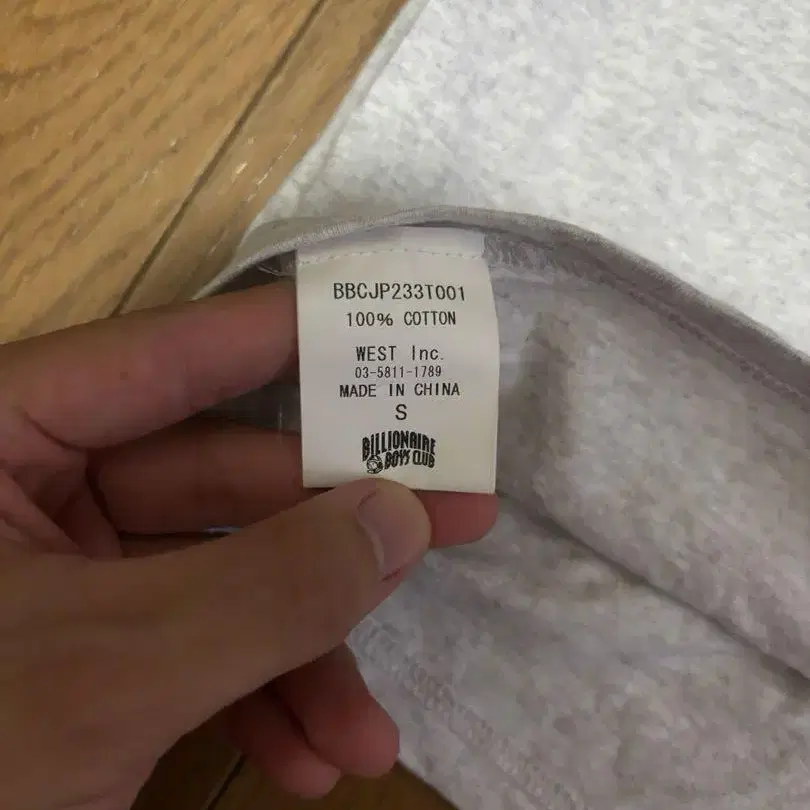 BBCJP233T001
100% COTTON
WEST Inc.
03-5811-1789
MADE IN CHINA
S
BILLIONAIRE
BOYS CLUB